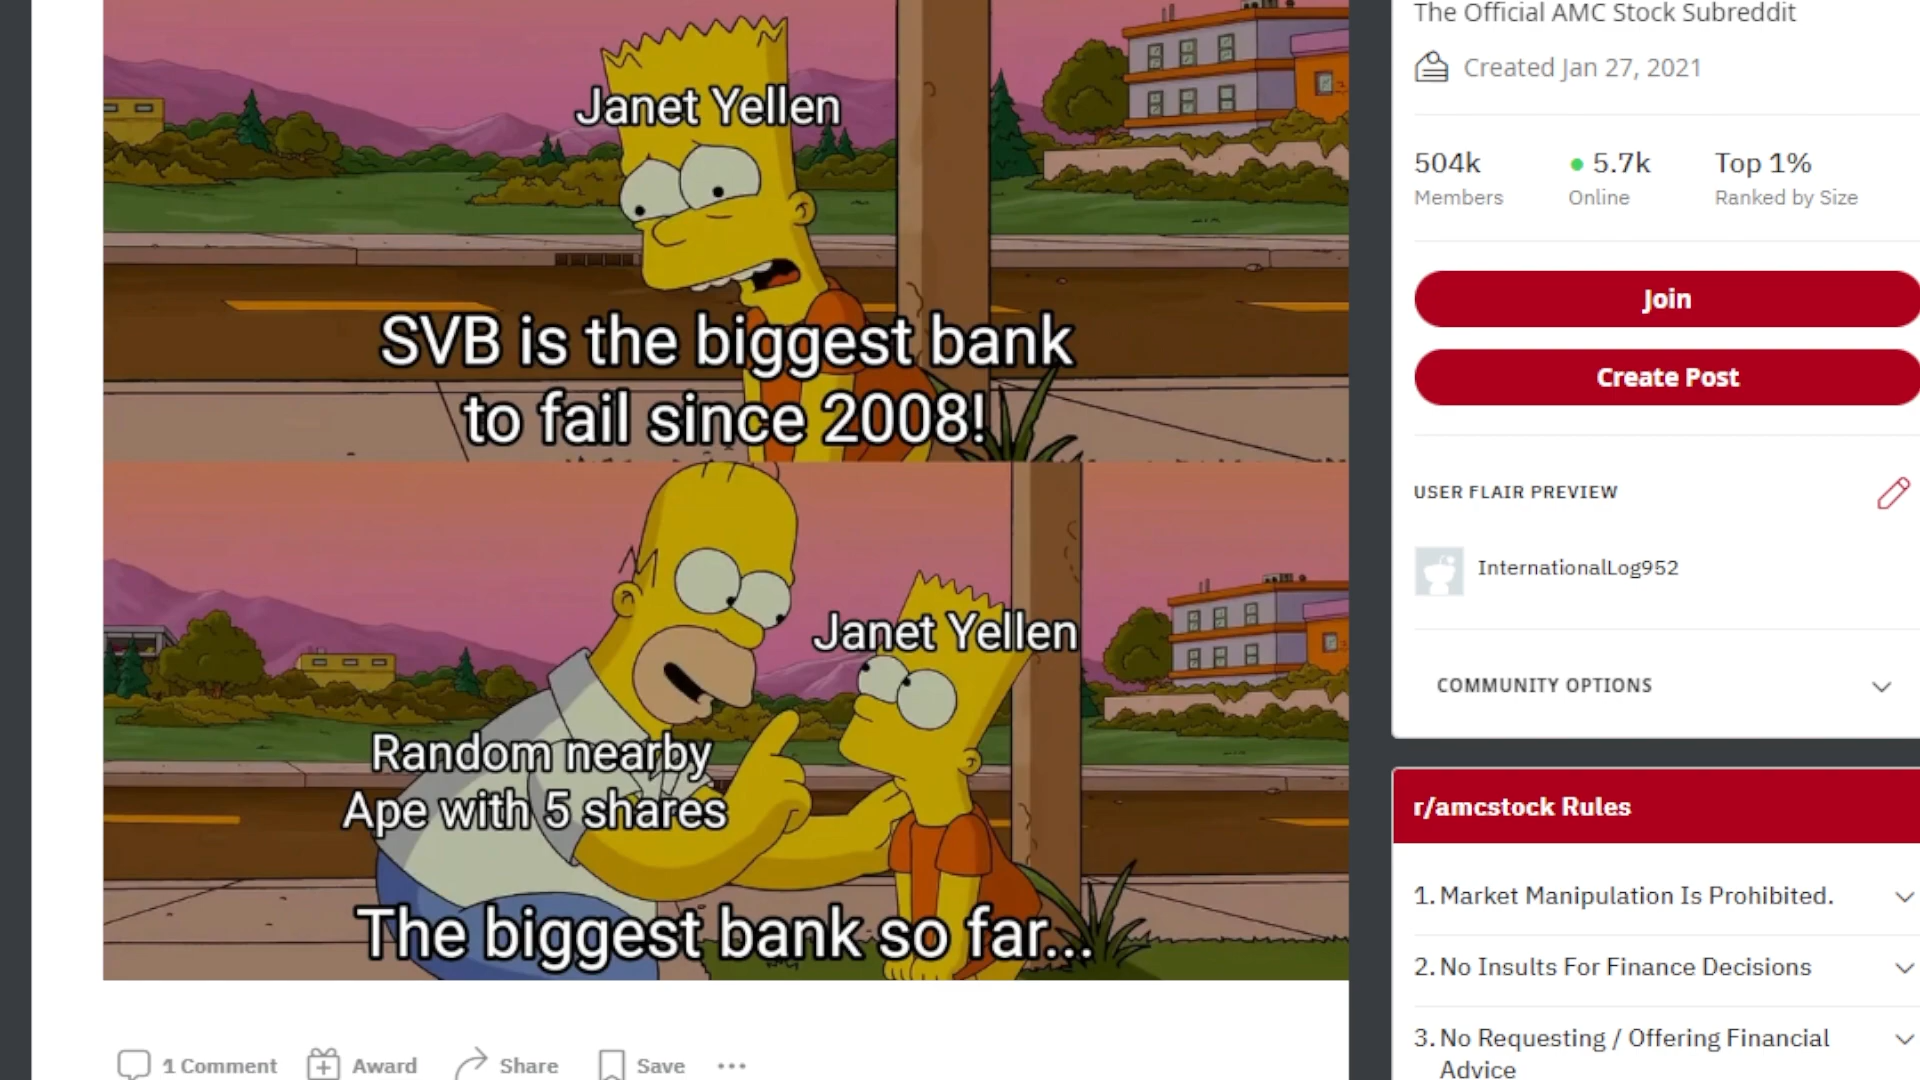 Janet Yellen
SVB is the biggest bank
to fail since 2008!
Janet Yellen
Random nearby
Ape with 5 shares
The biggest bank so far...
1 Comment
Award
Share
Save
The Official AMC Stock Subreddit
Created Jan 27, 2021
504k
Members
5.7k
Online
Top 1%
Ranked by Size
Join
Create Post
USER FLAIR PREVIEW
InternationalLog952
COMMUNITY OPTIONS
r/amcstock Rules
1. Market Manipulation Is Prohibited.
2. No Insults For Finance Decisions
3. No Requesting / Offering Financial
Advice